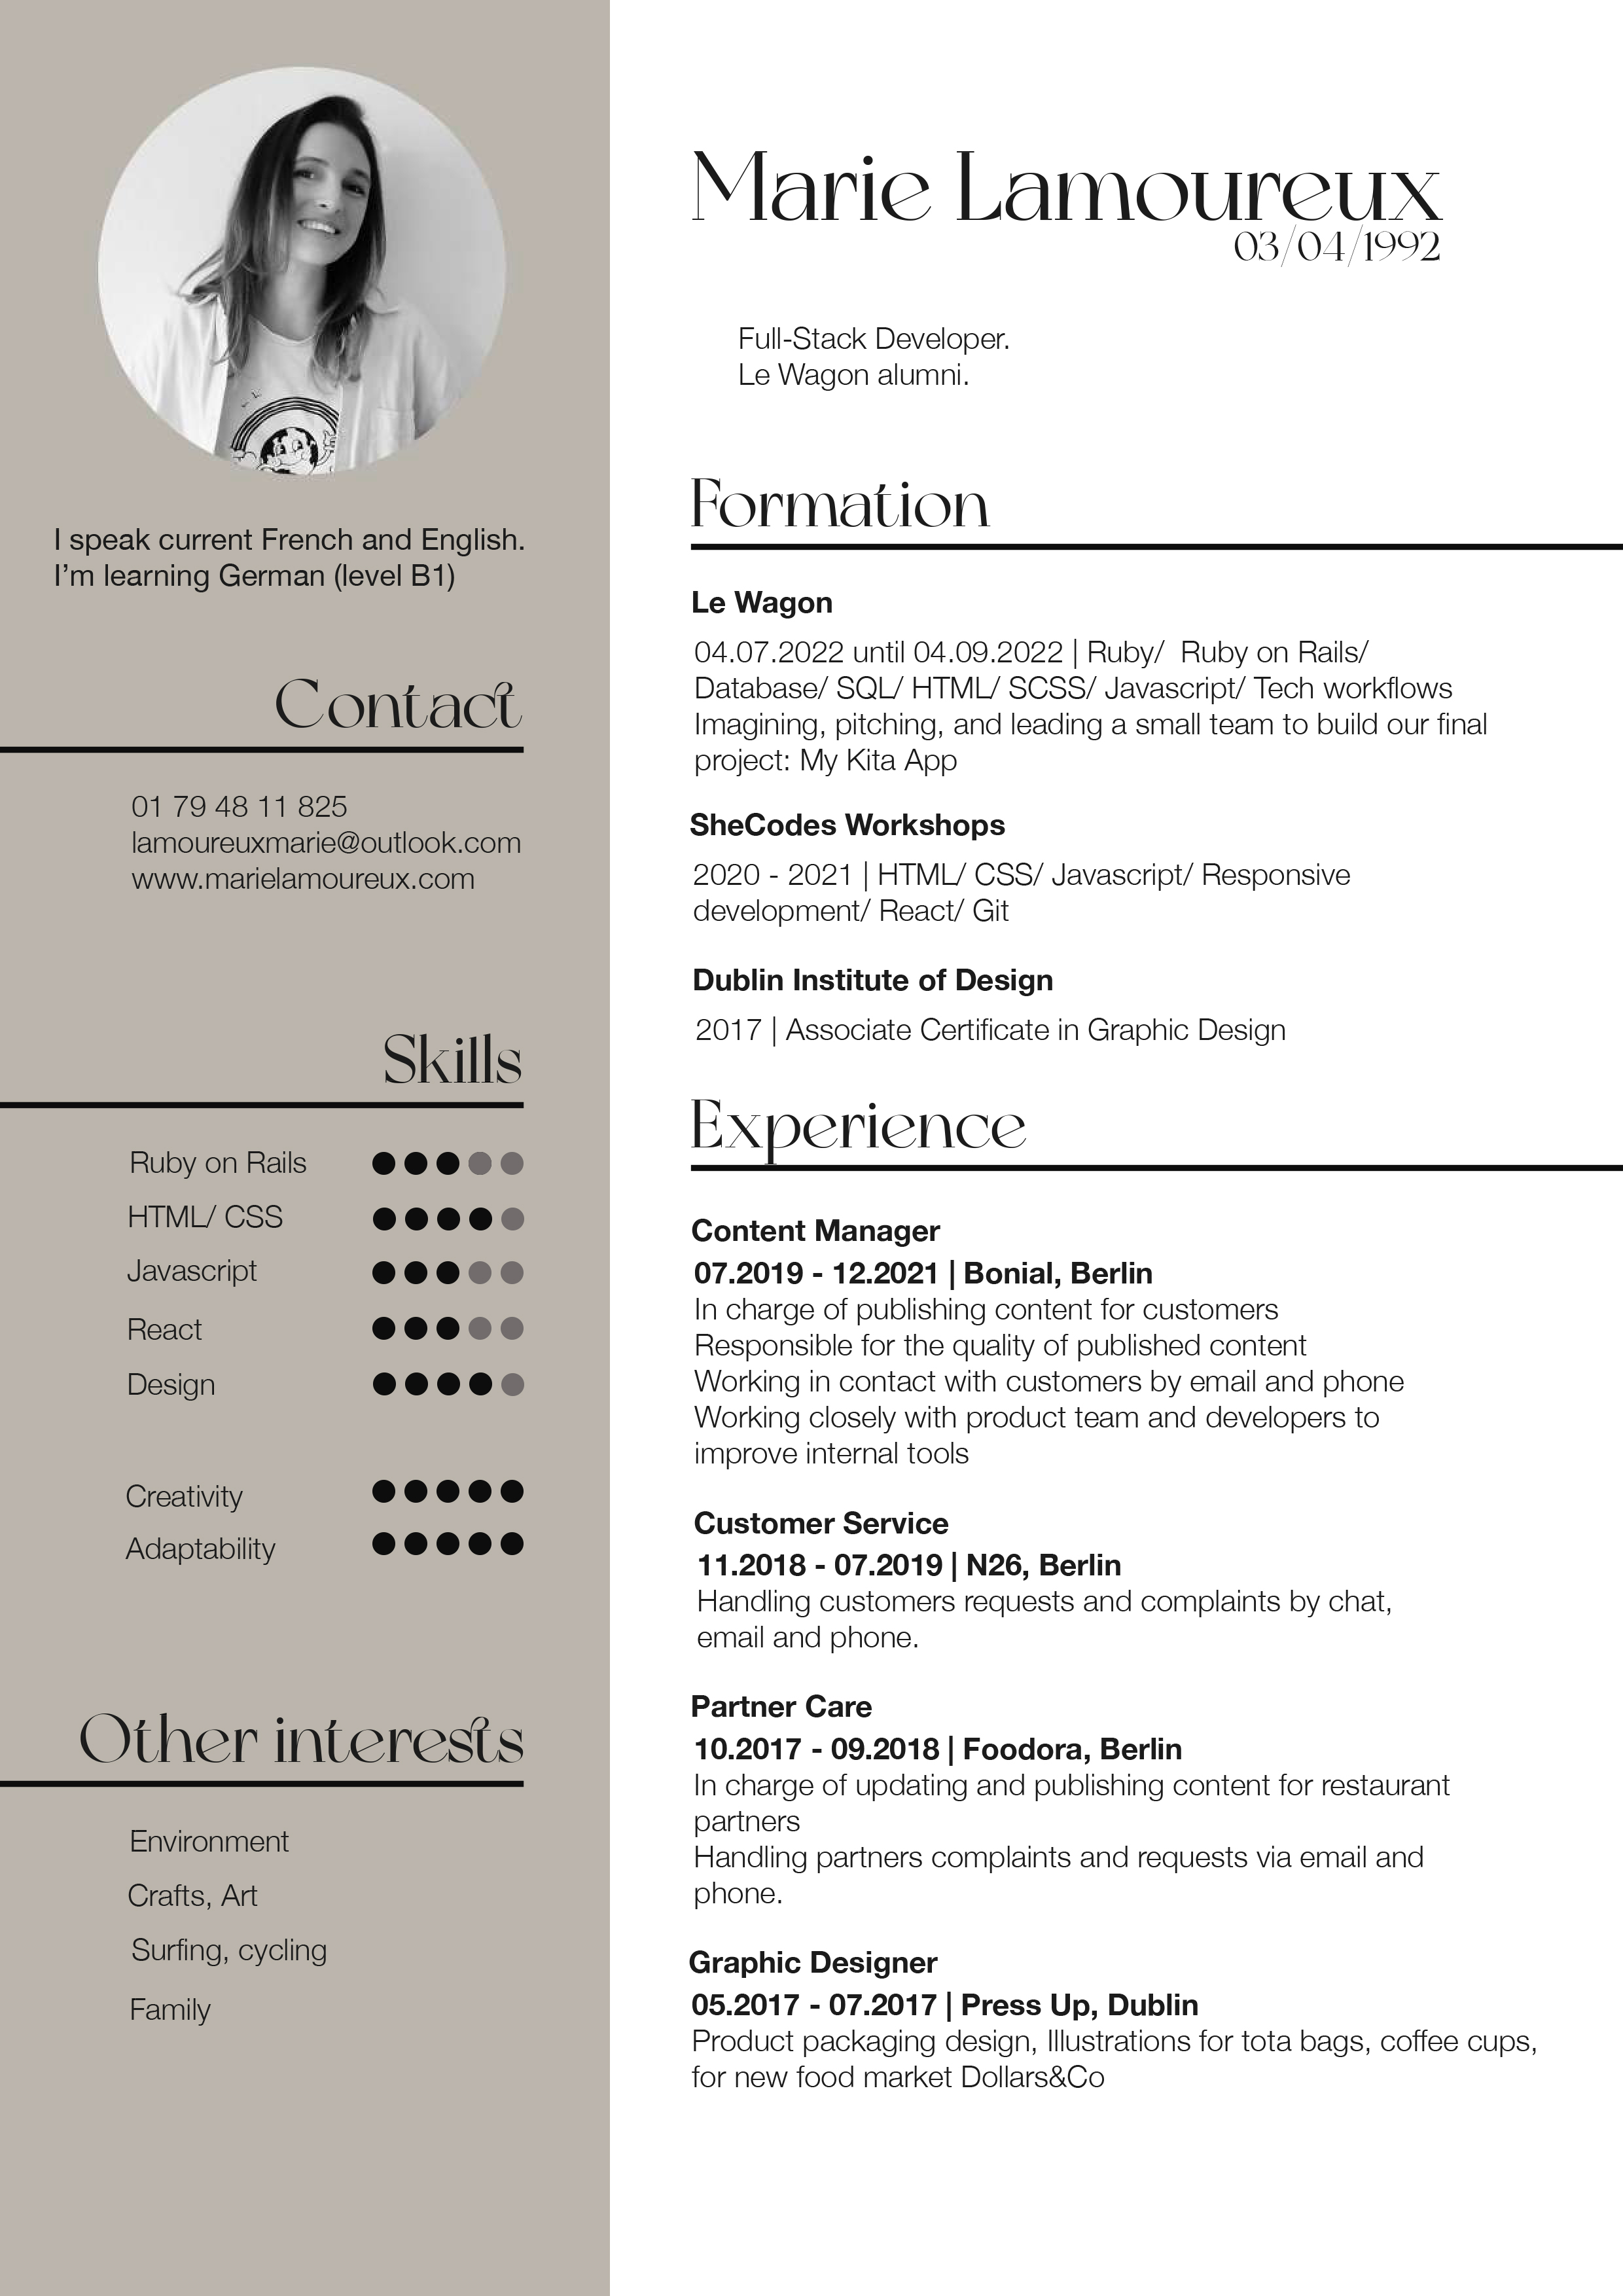 I speak current French and English.
I'm learning German (level B1)
Contact
01 79 48 11 825
lamoureuxmarie@outlook.com
www.marielamoureux.com
Skills
Ruby on Rails
HTML/ CSS
Javascript
React
Design
Creativity
Adaptability
Other interests
Environment
Crafts, Art
Surfing, cycling
Family
Marie Lamoureux
03/04/1992
Full-Stack Developer.
Le Wagon alumni.
Formation
Le Wagon
04.07.2022 until 04.09.2022 | Ruby/  Ruby on Rails/
Database/ SQL/ HTML/ SCSS/ Javascript/ Tech workflows
Imagining, pitching, and leading a small team to build our final
project: My Kita App
SheCodes Workshops
2020 - 2021 | HTML/ CSS/ Javascript/ Responsive
development/ React/ Git
Dublin Institute of Design
2017 | Associate Certificate in Graphic Design
Experience
Content Manager
07.2019 - 12.2021 | Bonial, Berlin
In charge of publishing content for customers
Responsible for the quality of published content
Working in contact with customers by email and phone
Working closely with product team and developers to
improve internal tools
Customer Service
11.2018 - 07.2019 | N26, Berlin
Handling customers requests and complaints by chat,
email and phone.
Partner Care
10.2017 - 09.2018 | Foodora, Berlin
In charge of updating and publishing content for restaurant
partners
Handling partners complaints and requests via email and
phone.
Graphic Designer
05.2017 - 07.2017 | Press Up, Dublin
Product packaging design, Illustrations for tota bags, coffee cups,
for new food market Dollars&Co